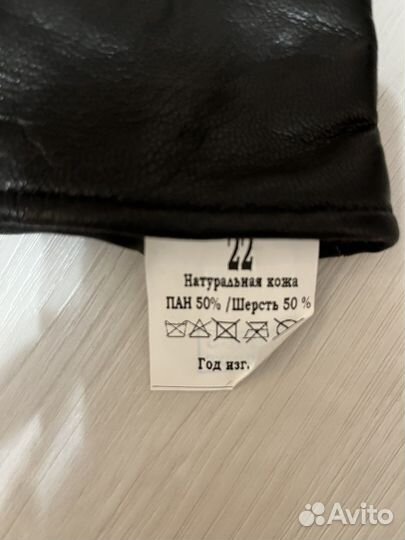 22
Натуральная кожа
ПАН 50% /Шерсть 50 %
Год изг.
Avito